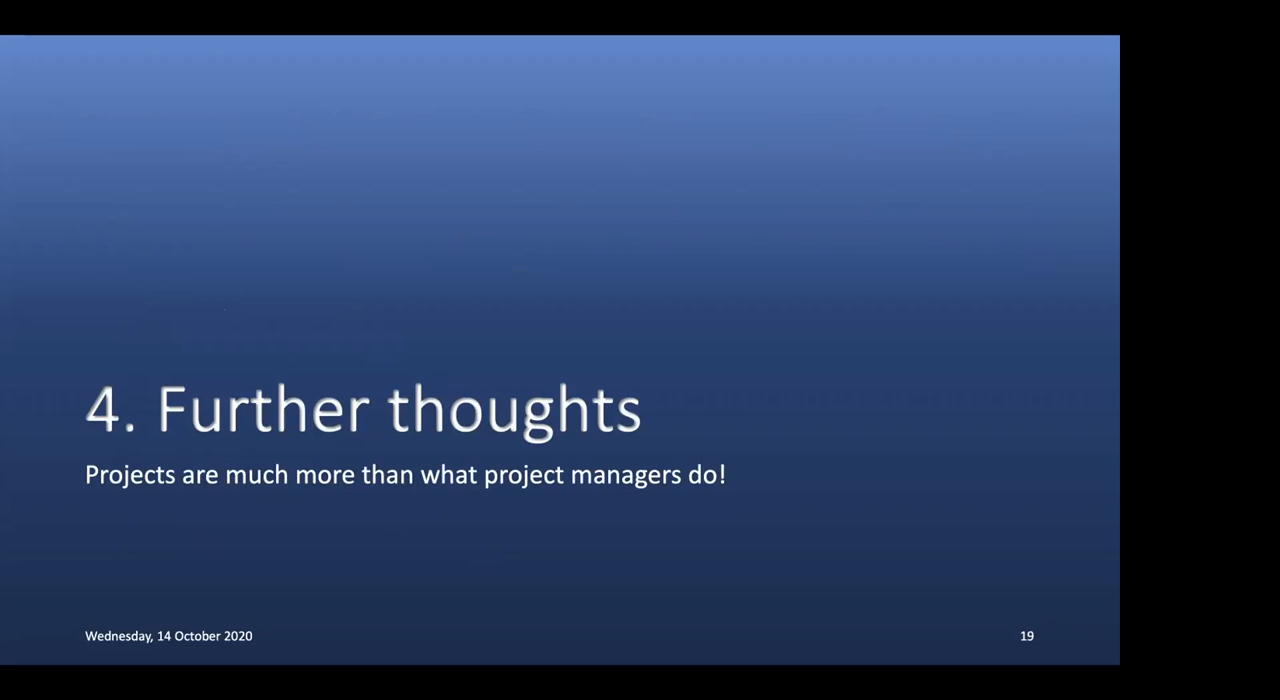 4. Further thoughts
Projects are much more than what project managers do!
Wednesday, 14 October 2020
19